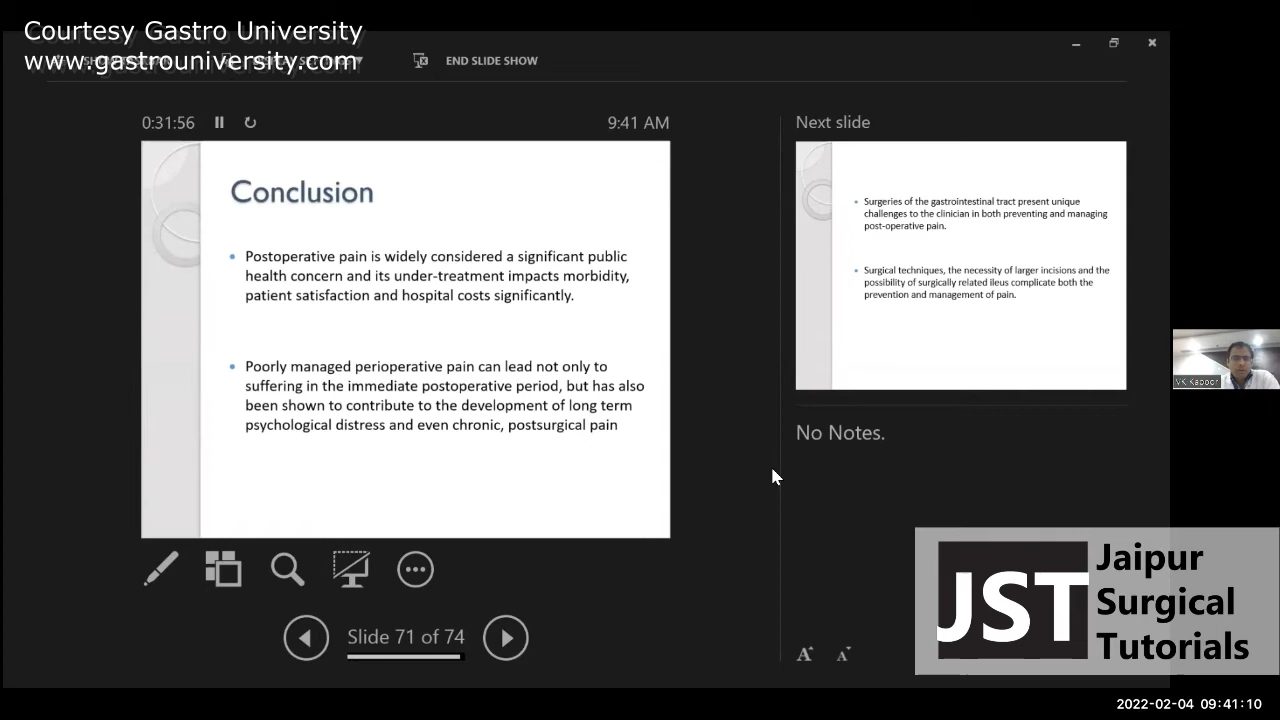 Courtesy Gastro University
www.gastrouniversity.com
END SLIDE SHOW
0:31:56
9:41 AM
Next slide
Conclusion
• Postoperative pain is widely considered a significant public
health concern and its under-treatment impacts morbidity,
patient satisfaction and hospital costs significantly.
• Poorly managed perioperative pain can lead not only to
suffering in the immediate postoperative period, but has also
been shown to contribute to the development of long term
psychological distress and even chronic, postsurgical pain
• Surgeries of the gastrointestinal tract present unique
challenges to the clinician in both preventing and managing
post-operative pain.
• Surgical techniques, the necessity of larger incisions and the
possibility of surgically related ileus complicate both the
prevention and management of pain.
No Notes.
VK Kapoor
Slide 71 of 74
A A
JST Jaipur
Surgical
Tutorials
2022-02-04 09:41:10